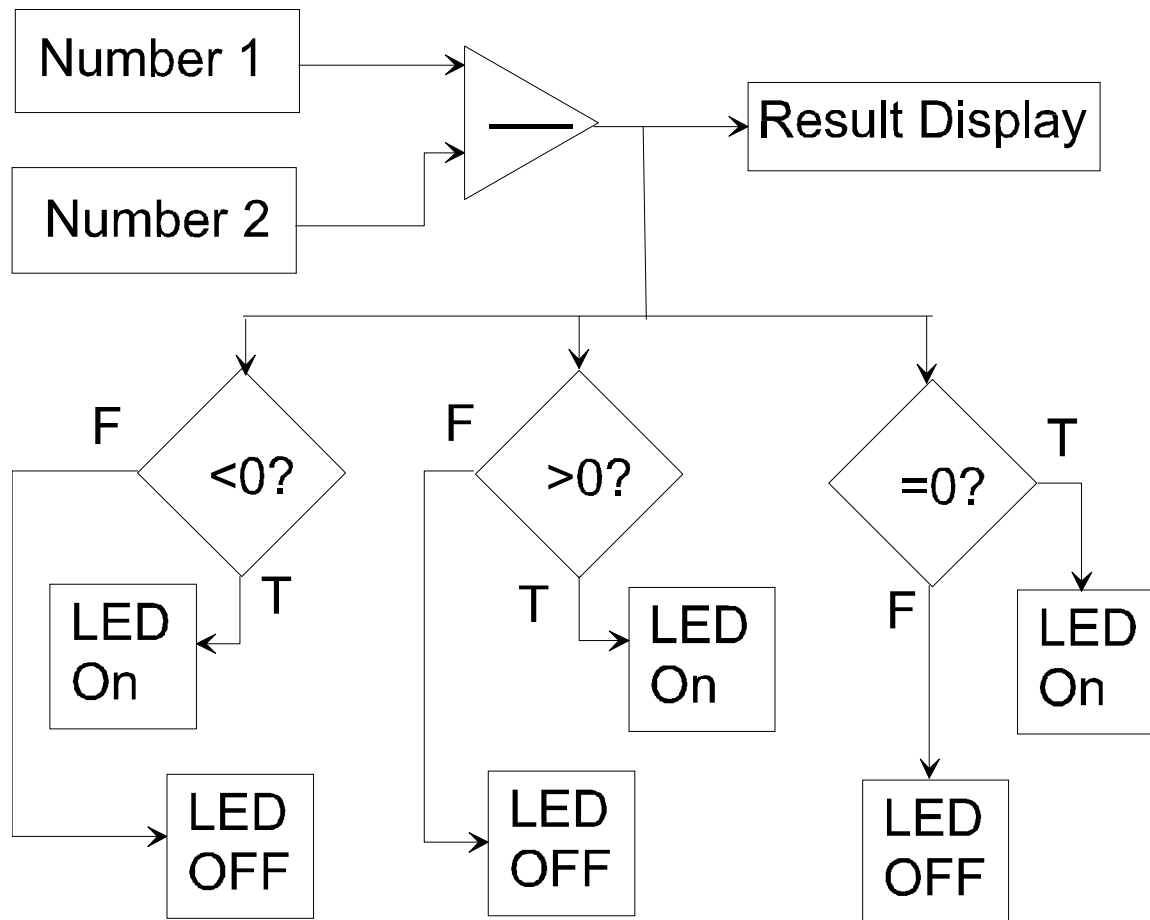 Number 1
Result Display
Number 2
F
<0?
T
F
>0?
T
=0?
T
F
LED
On
LED
On
LED
On
LED
OFF
LED
OFF
LED
OFF